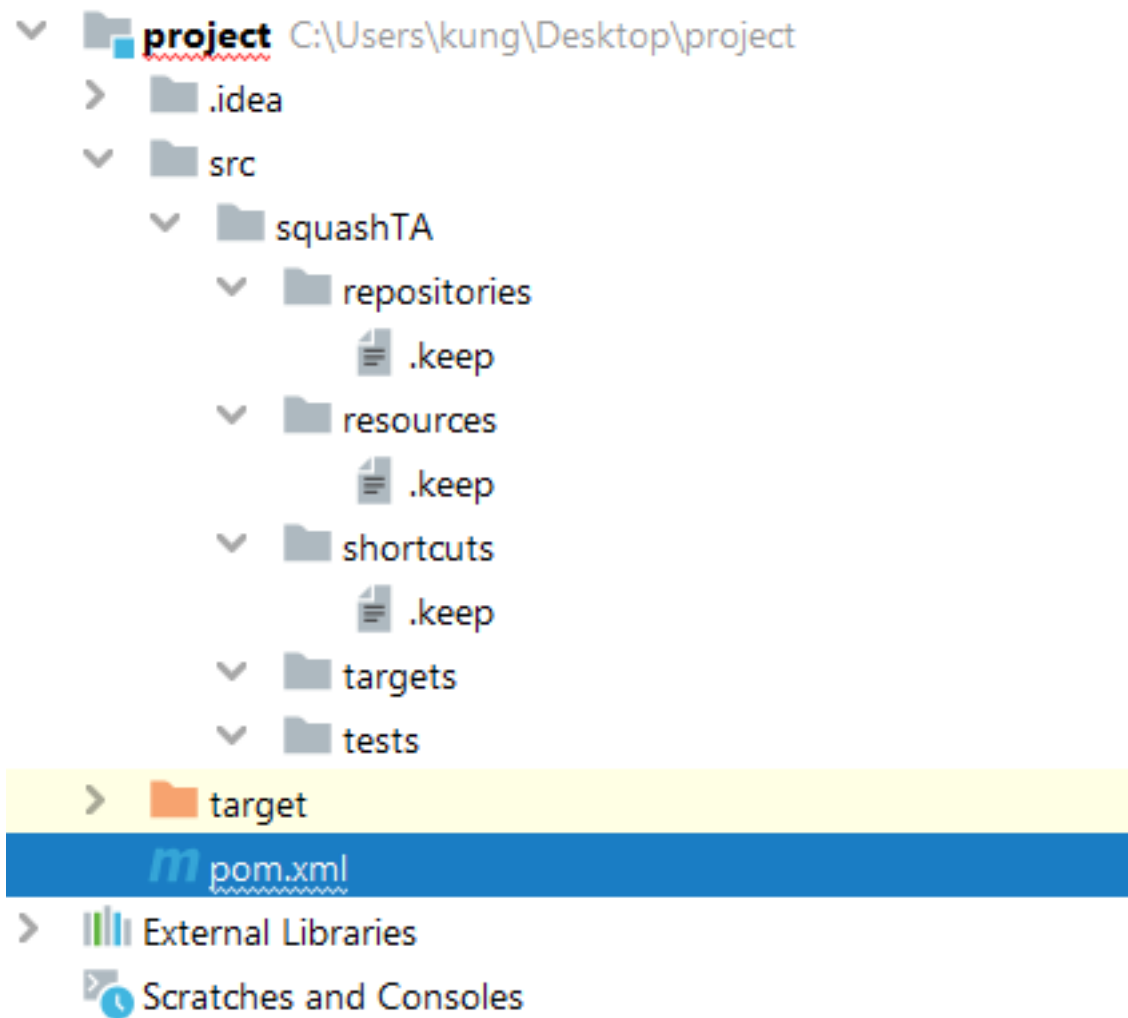 project C:\Users\kung\Desktop\project
.idea
src
squashTA
repositories
.keep
resources
.keep
shortcuts
.keep
targets
tests
target
pom.xml
External Libraries
Scratches and Consoles